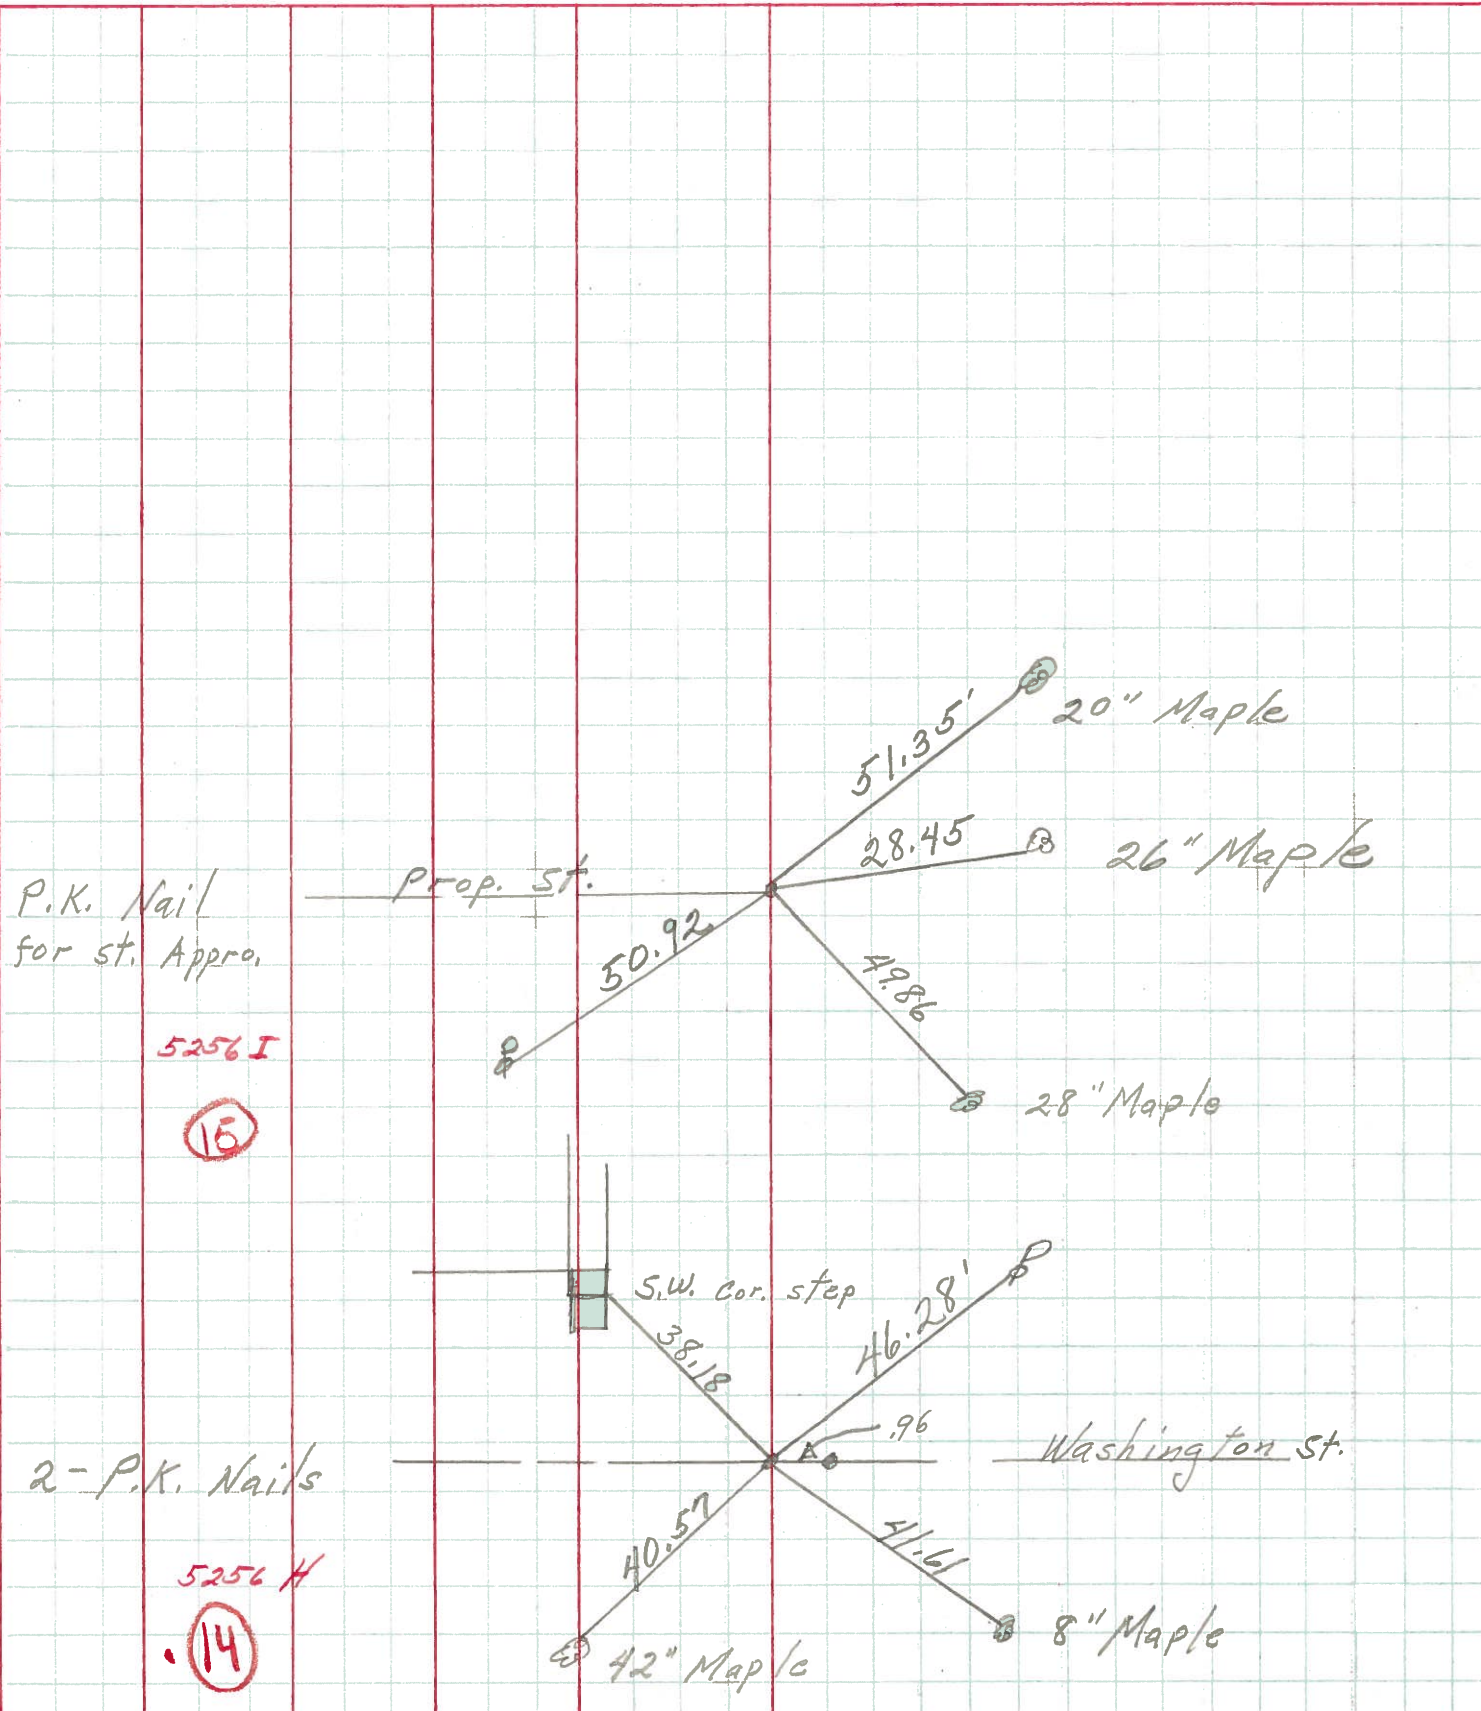 20" Maple
51.35'
28.45
26" Maple
Prop. St.
P.K. Nail
for st. Appro.
50.92
49.86
5256 I
28" Maple
15
S.W. cor. step
46.28'
38.18
.96
Washington St.
2-P.K. Nails
40.57
41.61
5256 H
8" Maple
14
42" Maple